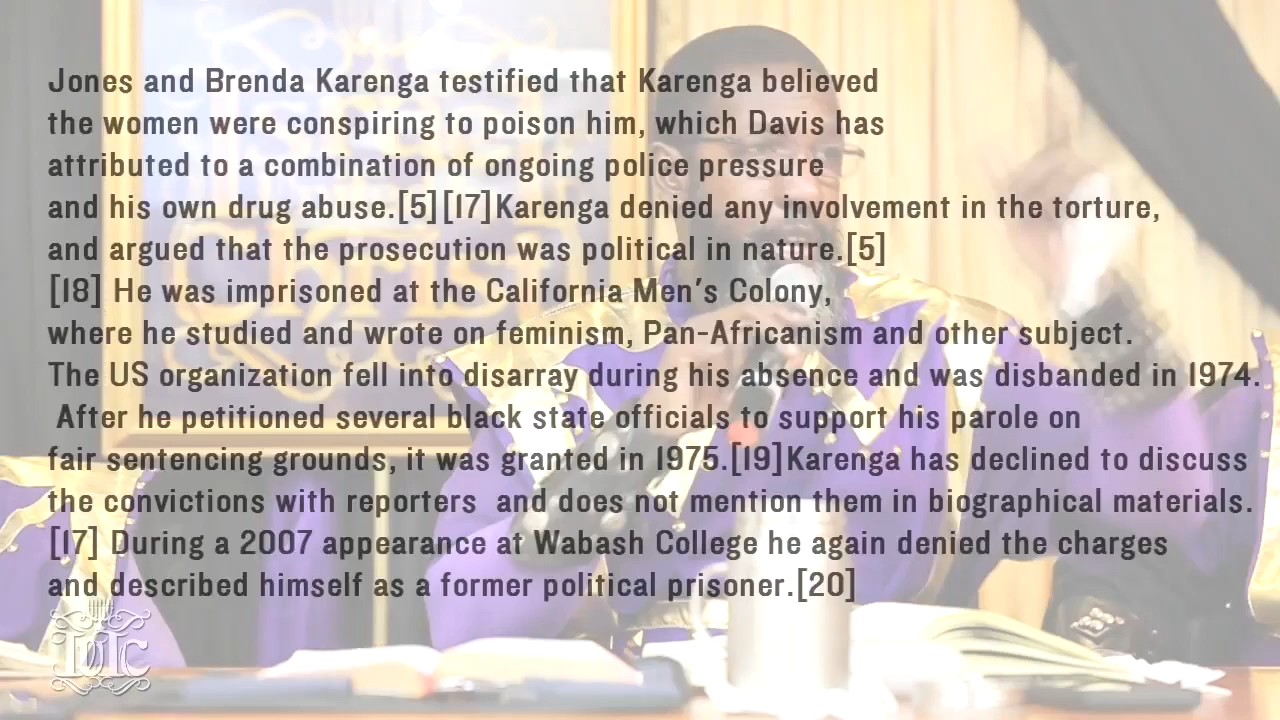 Jones and Brenda Karenga testified that Karenga believed
the women were conspiring to poison him, which Davis has
attributed to a combination of ongoing police pressure
and his own drug abuse.[5][17]Karenga denied any involvement in the torture,
and argued that the prosecution was political in nature.[5]
[18] He was imprisoned at the California Men's Colony,
where he studied and wrote on feminism, Pan-Africanism and other subject.
The US organization fell into disarray during his absence and was disbanded in 1974.
After he petitioned several black state officials to support his parole on
fair sentencing grounds, it was granted in 1975.[19]Karenga has declined to discuss
the convictions with reporters  and does not mention them in biographical materials.
[17] During a 2007 appearance at Wabash College he again denied the charges
and described himself as a former political prisoner.[20]
Christ
IUIC